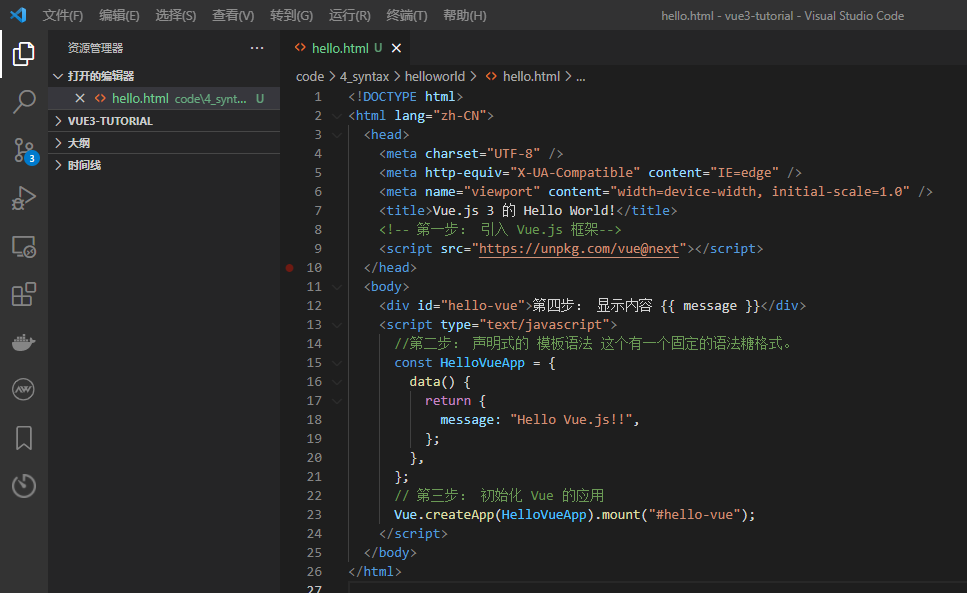 文件(F) 编辑(E) 选择(S) 查看(V) 转到(G) 运行(R) 终端(T) 帮助(H) hello.html - vue3-tutorial - Visual Studio Code
资源管理器 ···
打开的编辑器
hello.html code\4_synt... U
VUE3-TUTORIAL
大纲
时间线
3
hello.html U
code > 4_syntax > helloworld > hello.html > ...
1 <!DOCTYPE html>
2 <html lang="zh-CN">
3 <head>
4 <meta charset="UTF-8" />
5 <meta http-equiv="X-UA-Compatible" content="IE=edge" />
6 <meta name="viewport" content="width=device-width, initial-scale=1.0" />
7 <title>Vue.js 3 的 Hello World!</title>
8 <!-- 第一步： 引入 Vue.js 框架-->
9 <script src="https://unpkg.com/vue@next"></script>
10 </head>
11 <body>
12 <div id="hello-vue">第四步： 显示内容 {{ message }}</div>
13 <script type="text/javascript">
14 //第二步： 声明式的 模板语法 这个有一个固定的语法糖格式。
15 const HelloVueApp = {
16 data() {
17 return {
18 message: "Hello Vue.js!!",
19 };
20 },
21 };
22 // 第三步： 初始化 Vue 的应用
23 Vue.createApp(HelloVueApp).mount("#hello-vue");
24 </script>
25 </body>
26 </html>
27